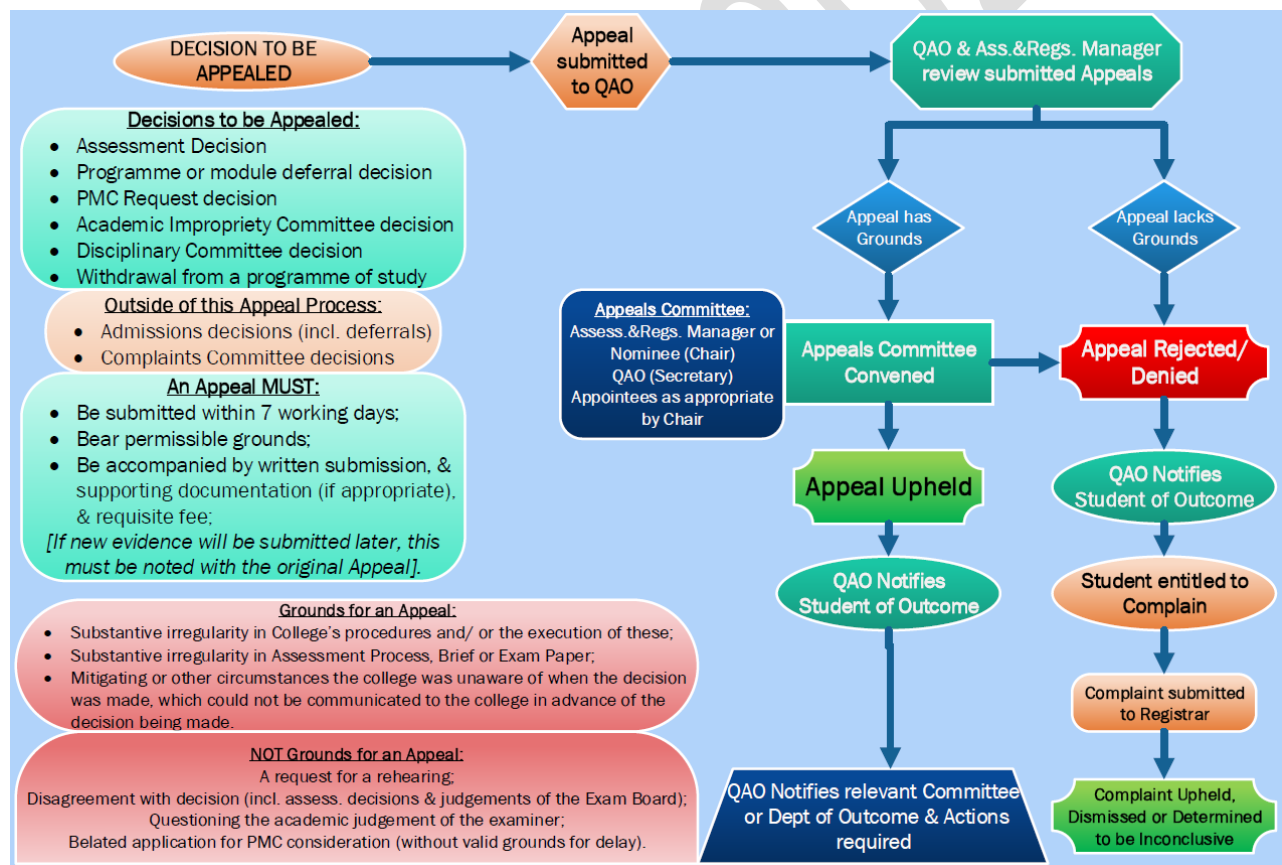 DECISION TO BE
APPEALED
Appeal
submitted
to QAO
QAO & Ass.&Regs. Manager
review submitted Appeals
Decisions to be Appealed:
• Assessment Decision
• Programme or module deferral decision
• PMC Request decision
• Academic Impropriety Committee decision
• Disciplinary Committee decision
• Withdrawal from a programme of study
Outside of this Appeal Process:
• Admissions decisions (incl. deferrals)
• Complaints Committee decisions
An Appeal MUST:
• Be submitted within 7 working days;
• Bear permissible grounds;
• Be accompanied by written submission, &
supporting documentation (if appropriate),
& requisite fee;
[If new evidence will be submitted later, this
must be noted with the original Appeal].
Grounds for an Appeal:
• Substantive irregularity in College's procedures and/ or the execution of these;
• Substantive irregularity in Assessment Process, Brief or Exam Paper;
• Mitigating or other circumstances the college was unaware of when the decision
was made, which could not be communicated to the college in advance of the
decision being made.
NOT Grounds for an Appeal:
A request for a rehearing;
Disagreement with decision (incl. assess. decisions & judgements of the Exam Board);
Questioning the academic judgement of the examiner;
Belated application for PMC consideration (without valid grounds for delay).
Appeal has
Grounds
Appeal lacks
Grounds
Appeals Committee:
Assess.&Regs. Manager or
Nominee (Chair)
QAO (Secretary)
Appointees as appropriate
by Chair
Appeals Committee
Convened
Appeal Rejected/
Denied
Appeal Upheld
QAO Notifies
Student of Outcome
QAO Notifies
Student of Outcome
Student entitled to
Complain
Complaint submitted
to Registrar
QAO Notifies relevant Committee
or Dept of Outcome & Actions
required
Complaint Upheld,
Dismissed or Determined
to be Inconclusive